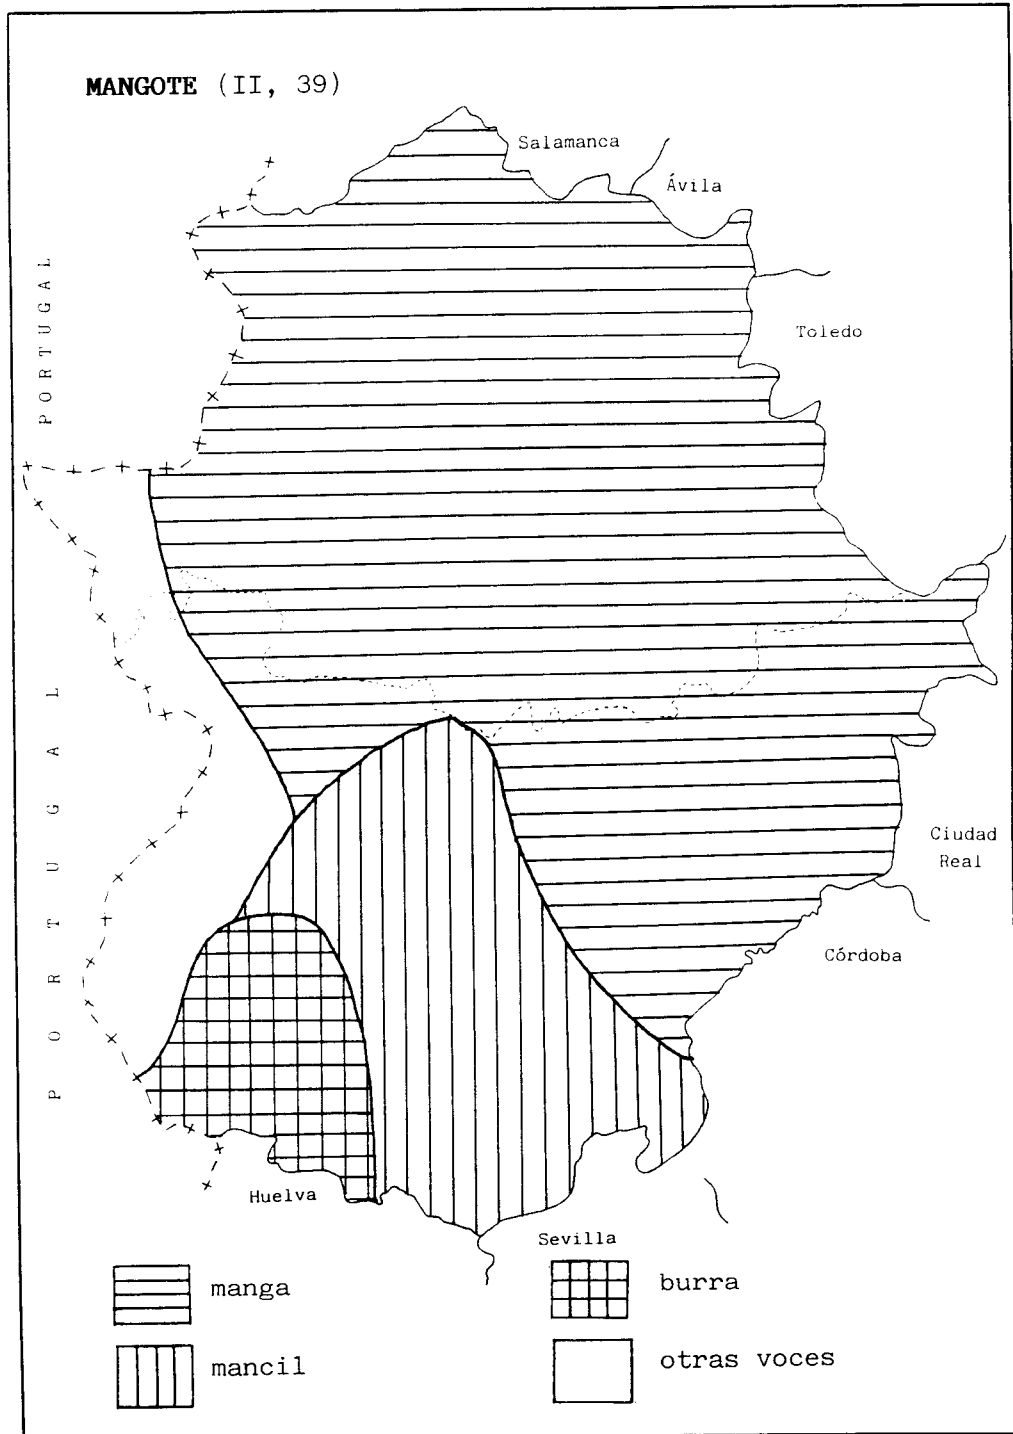 MANGOTE (II, 39)
Salamanca
Ávila
PORTUGAL
Toledo
PORTUGAL
Ciudad
Real
Córdoba
Huelva
Sevilla
manga
burra
mancil
otras voces